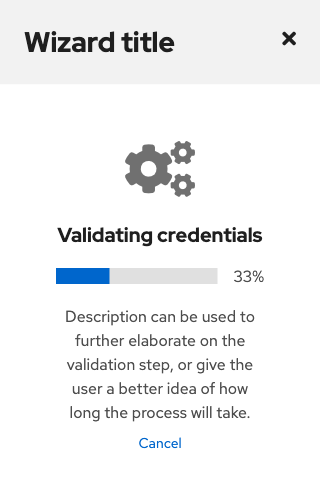 Wizard title
Validating credentials
33%
Description can be used to
further elaborate on the
validation step, or give the
user a better idea of how
long the process will take.
Cancel